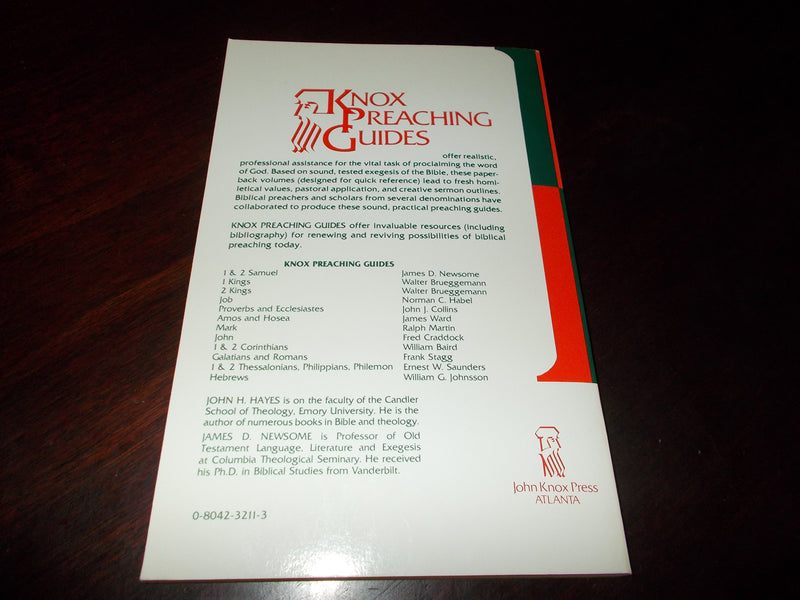 KNOX
PREACHING
GUIDES
offer realistic,
professional assistance for the vital task of proclaiming the word
of God. Based on sound, tested exegesis of the Bible, these paper-
back volumes (designed for quick reference) lead to fresh homi-
letical values, pastoral application, and creative sermon outlines.
Biblical preachers and scholars from several denominations have
collaborated to produce these sound, practical preaching guides.
KNOX PREACHING GUIDES offer invaluable resources (including
bibliography) for renewing and reviving possibilities of biblical
preaching today.
KNOX PREACHING GUIDES
1 & 2 Samuel James D. Newsome
1 Kings Walter Brueggemann
2 Kings Walter Brueggemann
Job Norman C. Habel
Proverbs and Ecclesiastes John J. Collins
Amos and Hosea James Ward
Mark Ralph Martin
John Fred Craddock
1 & 2 Corinthians William Baird
Galatians and Romans Frank Stagg
1 & 2 Thessalonians, Philippians, Philemon Ernest W. Saunders
Hebrews William G. Johnsson
JOHN H. HAYES is on the faculty of the Candler
School of Theology, Emory University. He is the
author of numerous books in Bible and theology.
JAMES D. NEWSOME is Professor of Old
Testament Language, Literature and Exegesis
at Columbia Theological Seminary. He received
his Ph.D. in Biblical Studies from Vanderbilt.
John Knox Press
ATLANTA
0-8042-3211-3